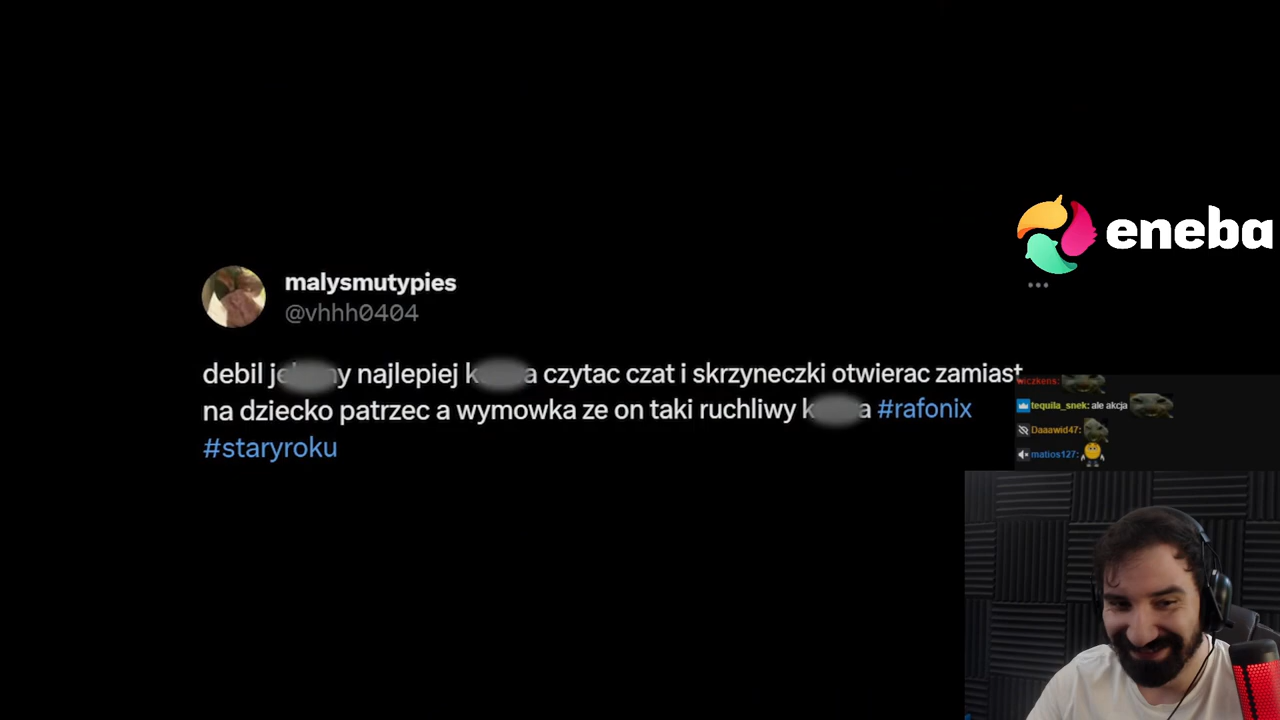 eneba
malysmutypies
@vhhh0404
debil najlepiej czytac czat i skrzyneczki otwierac zamiast
na dziecko patrzec a wymowka ze on taki ruchliwy #rafonix
#staryroku
wiczkens:
tequila_snek: ale akcja
Daaawid47:
matios127: